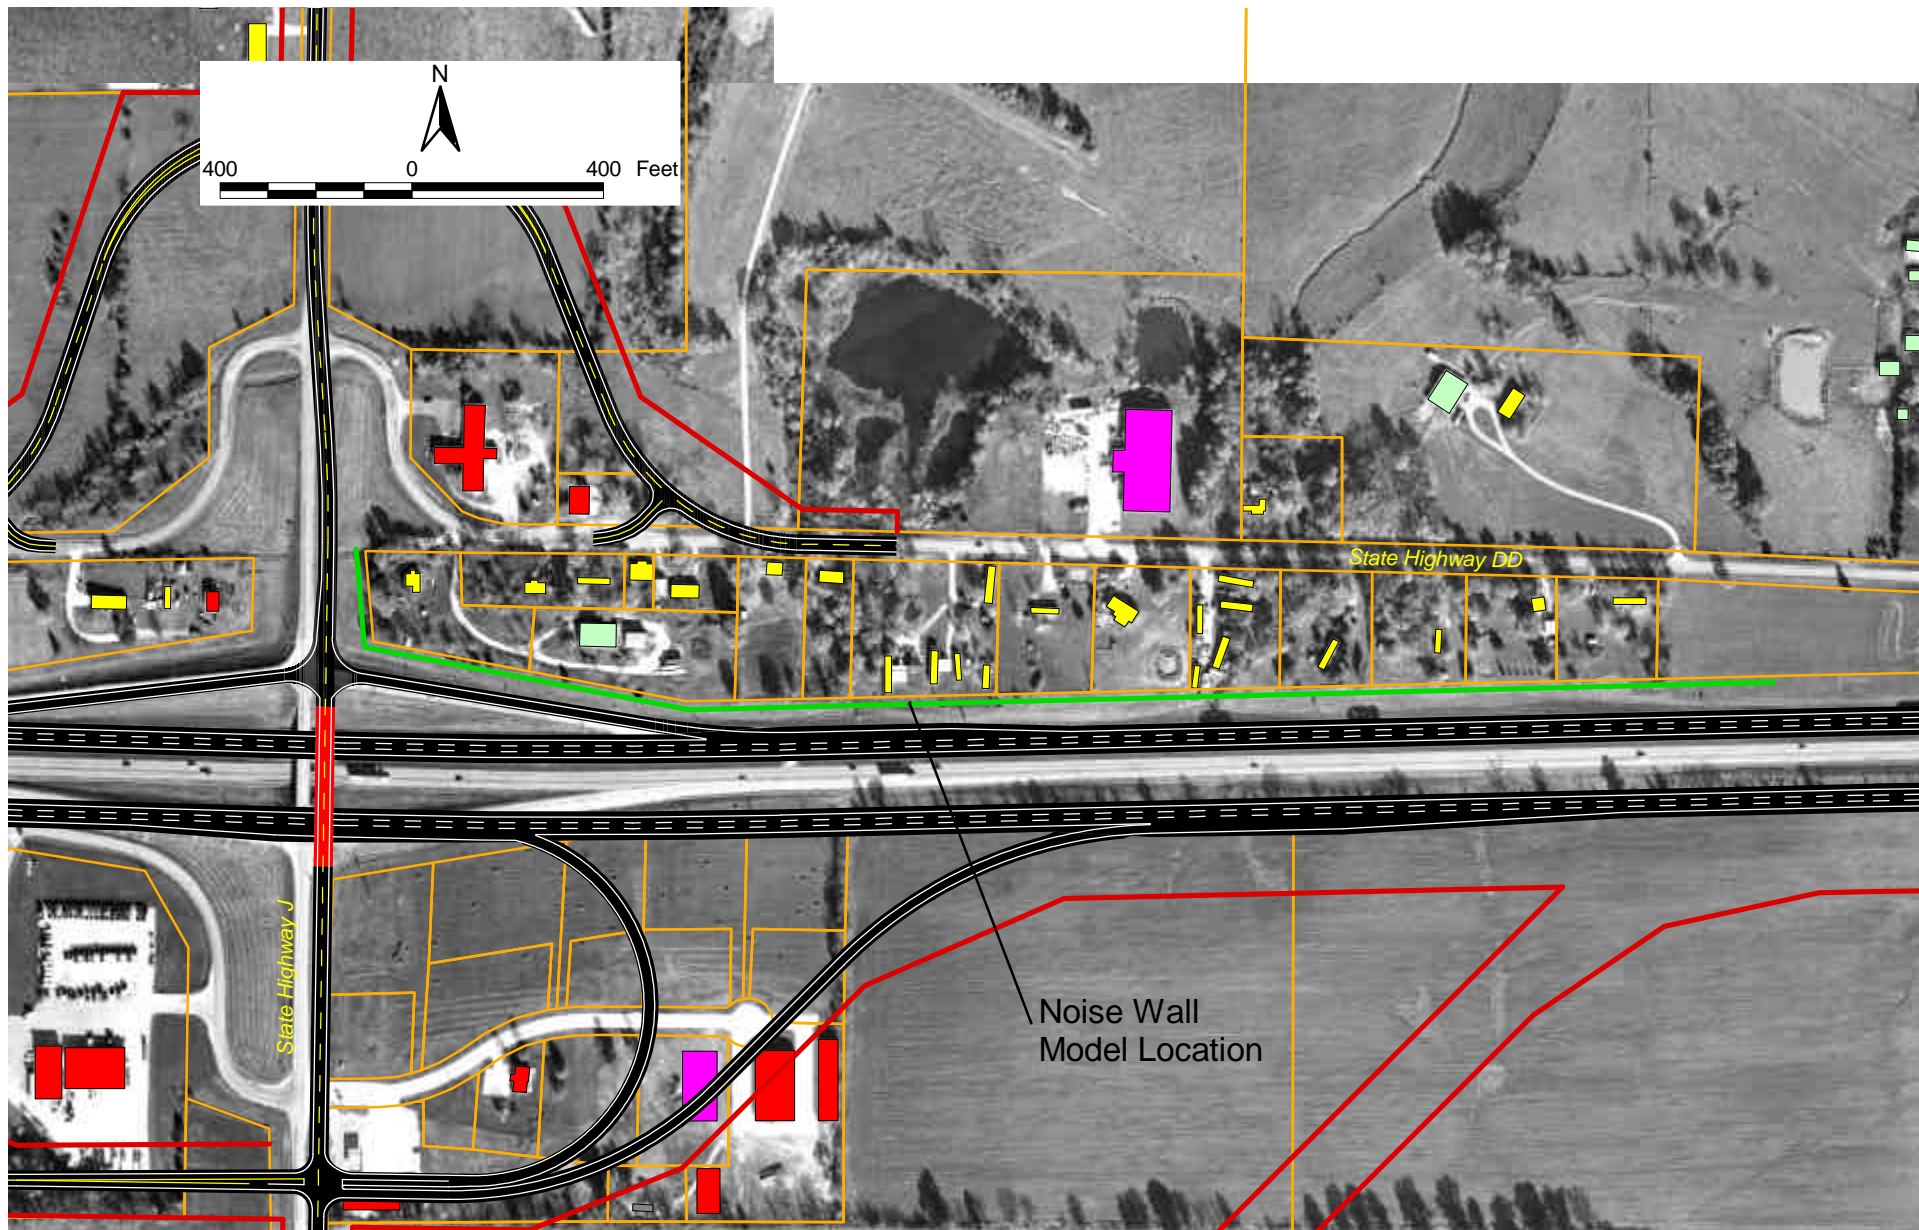 N
400 0 400 Feet
State Highway DD
State Highway J
Noise Wall
Model Location